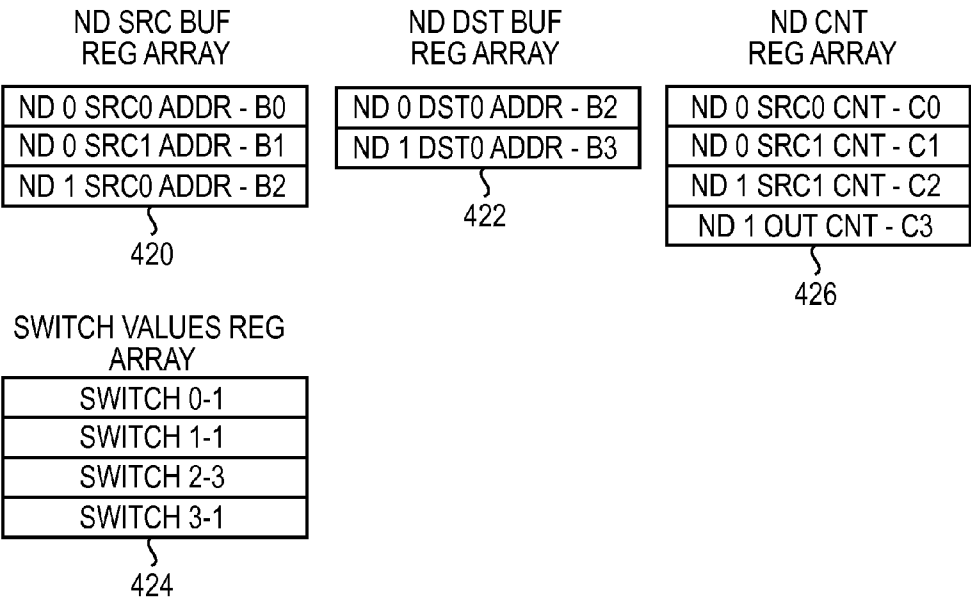 ND SRC BUF
REG ARRAY
ND 0 SRC0 ADDR - B0
ND 0 SRC1 ADDR - B1
ND 1 SRC0 ADDR - B2
420
ND DST BUF
REG ARRAY
ND 0 DST0 ADDR - B2
ND 1 DST0 ADDR - B3
422
ND CNT
REG ARRAY
ND 0 SRC0 CNT - C0
ND 0 SRC1 CNT - C1
ND 1 SRC1 CNT - C2
ND 1 OUT CNT - C3
426
SWITCH VALUES REG
ARRAY
SWITCH 0-1
SWITCH 1-1
SWITCH 2-3
SWITCH 3-1
424